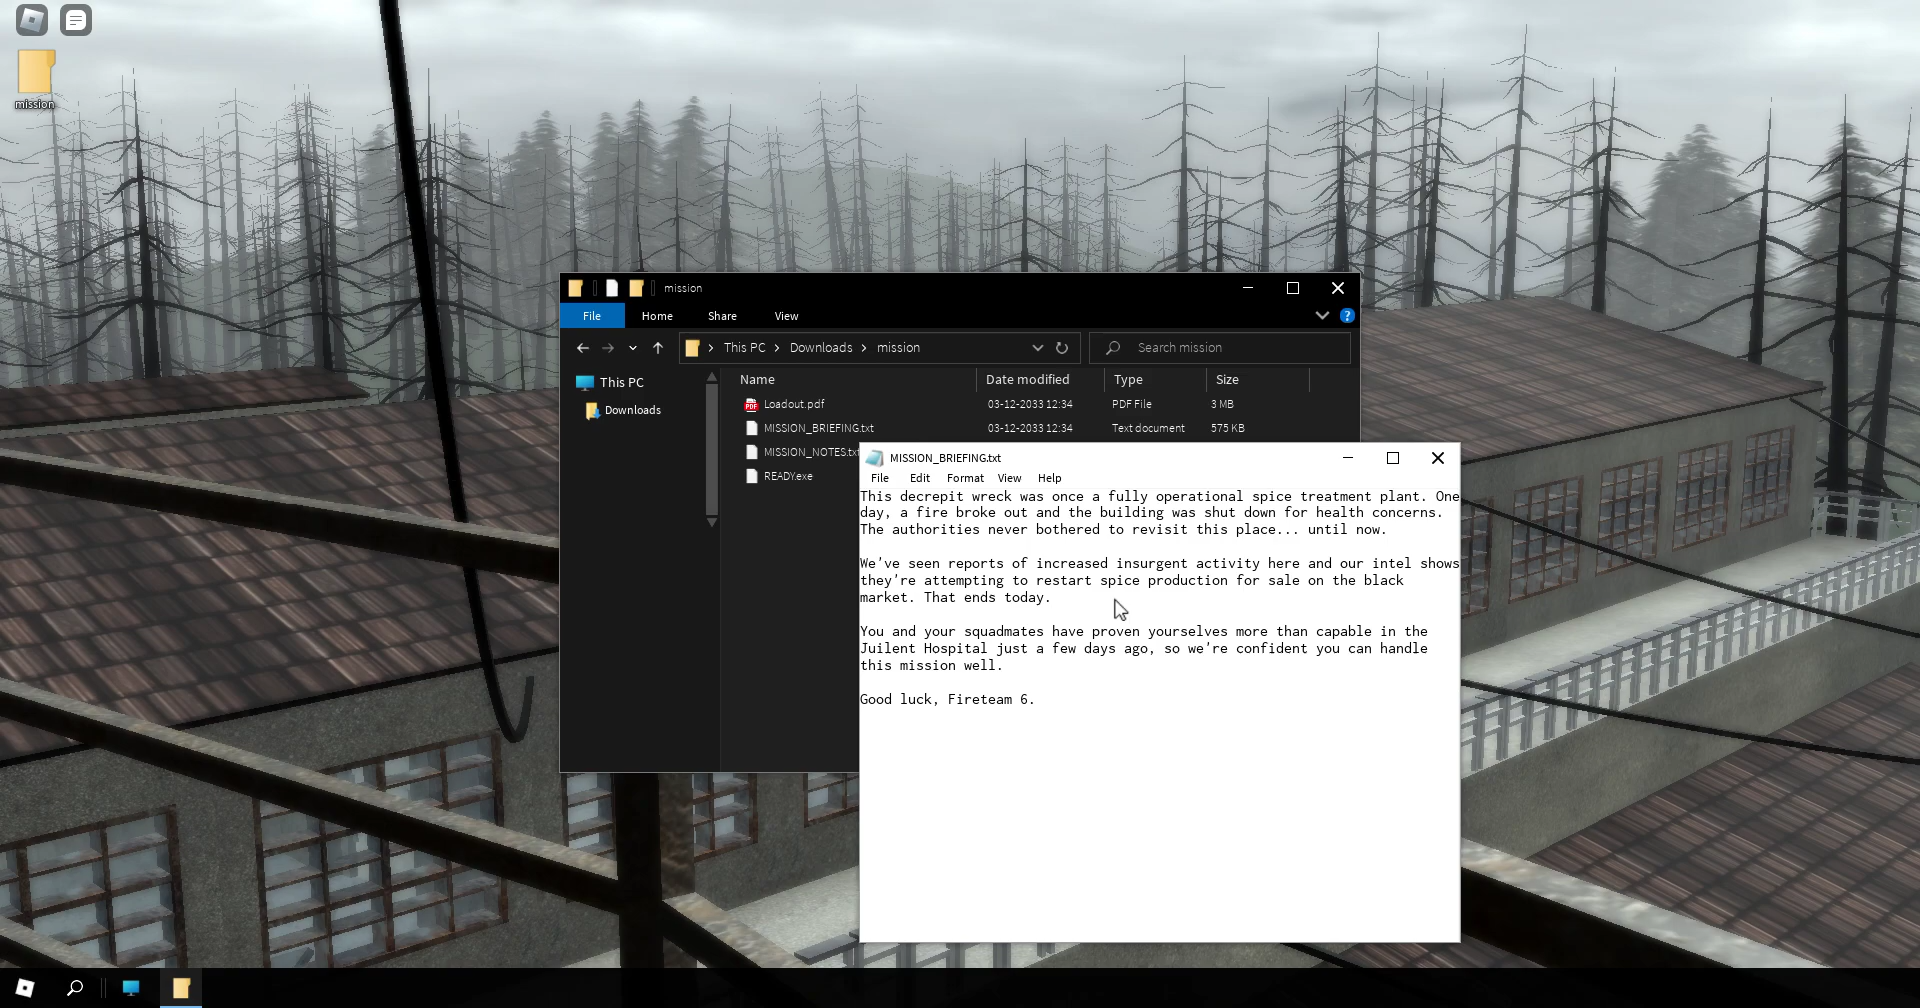 mission
mission
File Home Share View
This PC Downloads mission
Search mission
This PC
Downloads
Name Date modified Type Size
Loadout.pdf 03-12-2033 12:34 PDF File 3 MB
MISSION_BRIEFING.txt 03-12-2033 12:34 Text document 575 KB
MISSION_NOTES.txt
READY.exe
MISSION_BRIEFING.txt
File Edit Format View Help
This decrepit wreck was once a fully operational spice treatment plant. One
day, a fire broke out and the building was shut down for health concerns.
The authorities never bothered to revisit this place... until now.
We've seen reports of increased insurgent activity here and our intel shows
they're attempting to restart spice production for sale on the black
market. That ends today.
You and your squadmates have proven yourselves more than capable in the
Juilent Hospital just a few days ago, so we're confident you can handle
this mission well.
Good luck, Fireteam 6.